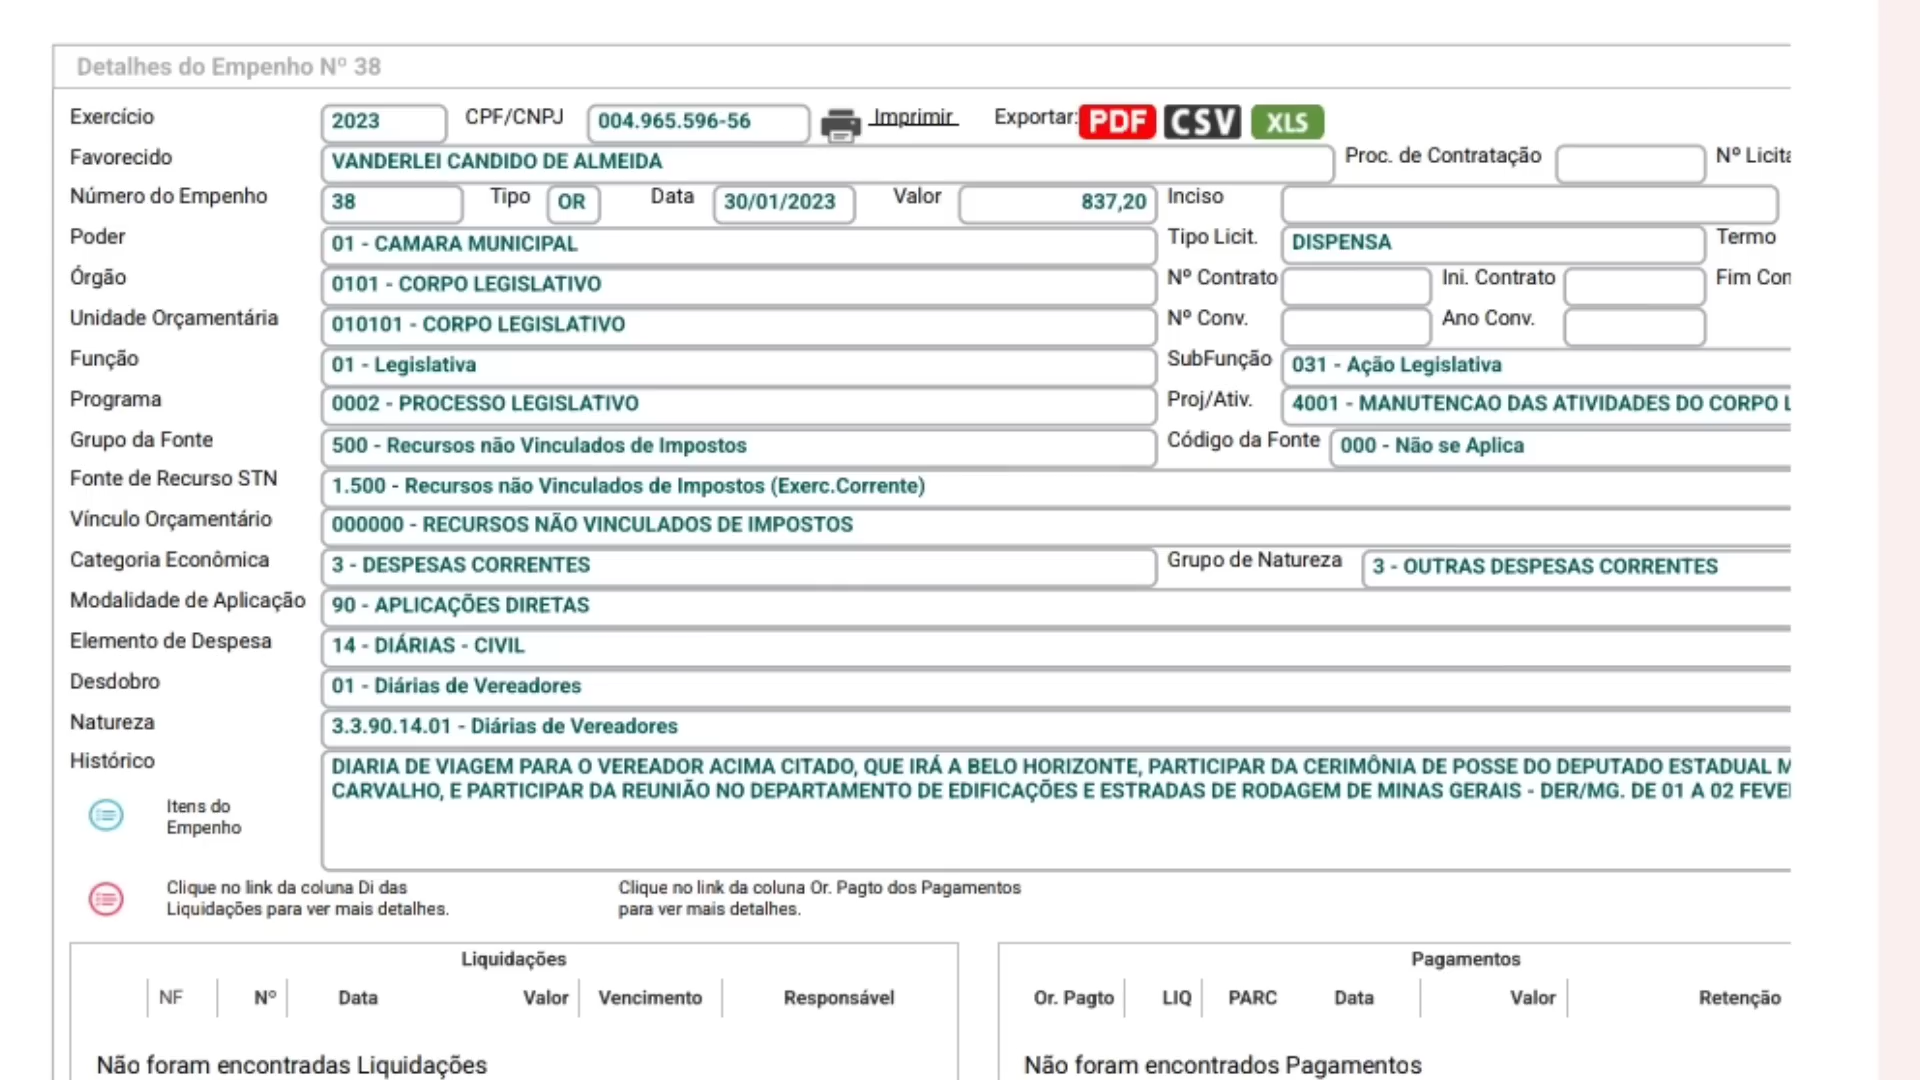 Detalhes do Empenho Nº 38
Exercício 2023 CPF/CNPJ 004.965.596-56 Imprimir Exportar: PDF CSV XLS
Favorecido VANDERLEI CANDIDO DE ALMEIDA Proc. de Contratação Nº
Número do Empenho 38 Tipo OR Data 30/01/2023 Valor 837,20 Inciso
Poder 01 - CAMARA MUNICIPAL Tipo Licit. DISPENSA Termo
Órgão 0101 - CORPO LEGISLATIVO Nº Contrato Ini. Contrato Fim
Unidade Orçamentária 010101 - CORPO LEGISLATIVO Nº Conv. Ano Conv.
Função 01 - Legislativa SubFunção 031 - Ação Legislativa
Programa 0002 - PROCESSO LEGISLATIVO Proj/Ativ. 4001 - MANUTENCAO DAS ATIVIDADES DO CORPO
Grupo da Fonte 500 - Recursos não Vinculados de Impostos Código da Fonte 000 - Não se Aplica
Fonte de Recurso STN 1.500 - Recursos não Vinculados de Impostos (Exerc.Corrente)
Vínculo Orçamentário 000000 - RECURSOS NÃO VINCULADOS DE IMPOSTOS
Categoria Econômica 3 - DESPESAS CORRENTES Grupo de Natureza 3 - OUTRAS DESPESAS CORRENTES
Modalidade de Aplicação 90 - APLICAÇÕES DIRETAS
Elemento de Despesa 14 - DIÁRIAS - CIVIL
Desdobro 01 - Diárias de Vereadores
Natureza 3.3.90.14.01 - Diárias de Vereadores
Histórico DIARIA DE VIAGEM PARA O VEREADOR ACIMA CITADO, QUE IRÁ A BELO HORIZONTE, PARTICIPAR DA CERIMÔNIA DE POSSE DO DEPUTADO ESTADUAL
CARVALHO, E PARTICIPAR DA REUNIÃO NO DEPARTAMENTO DE EDIFICAÇÕES E ESTRADAS DE RODAGEM DE MINAS GERAIS - DER/MG. DE 01 A 02
Itens do
Empenho
Clique no link da coluna Di das
Liquidações para ver mais detalhes.
Clique no link da coluna Or. Pagto dos Pagamentos
para ver mais detalhes.
Liquidações
NF Nº Data Valor Vencimento Responsável
Não foram encontradas Liquidações
Pagamentos
Or. Pagto LIQ PARC Data Valor Retenção
Não foram encontrados Pagamentos